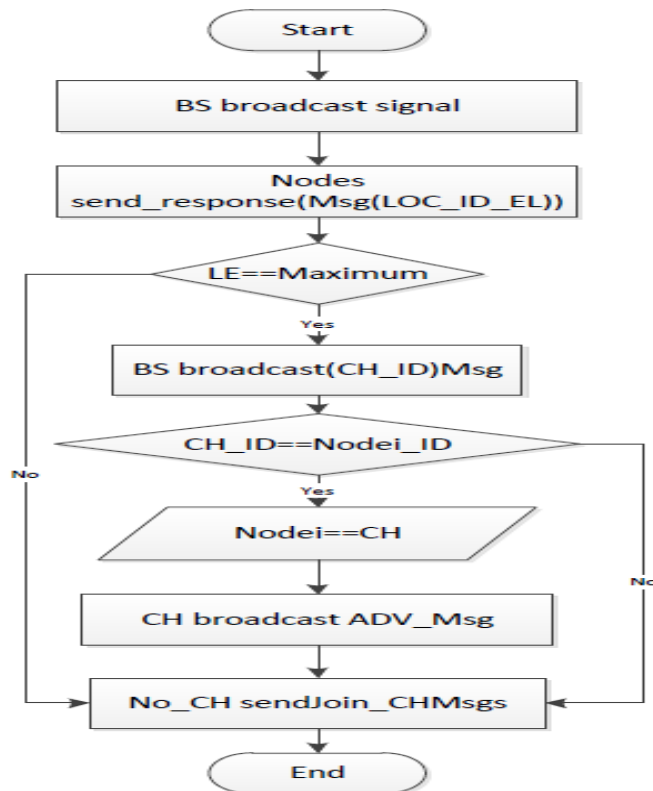 Start
BS broadcast signal
Nodes
send_response(Msg(LOC_ID_EL))
LE==Maximum
Yes
BS broadcast(CH_ID)Msg
CH_ID==Nodei_ID
No
Yes
Nodei==CH
No
CH broadcast ADV_Msg
No_CH sendJoin_CHMsgs
End